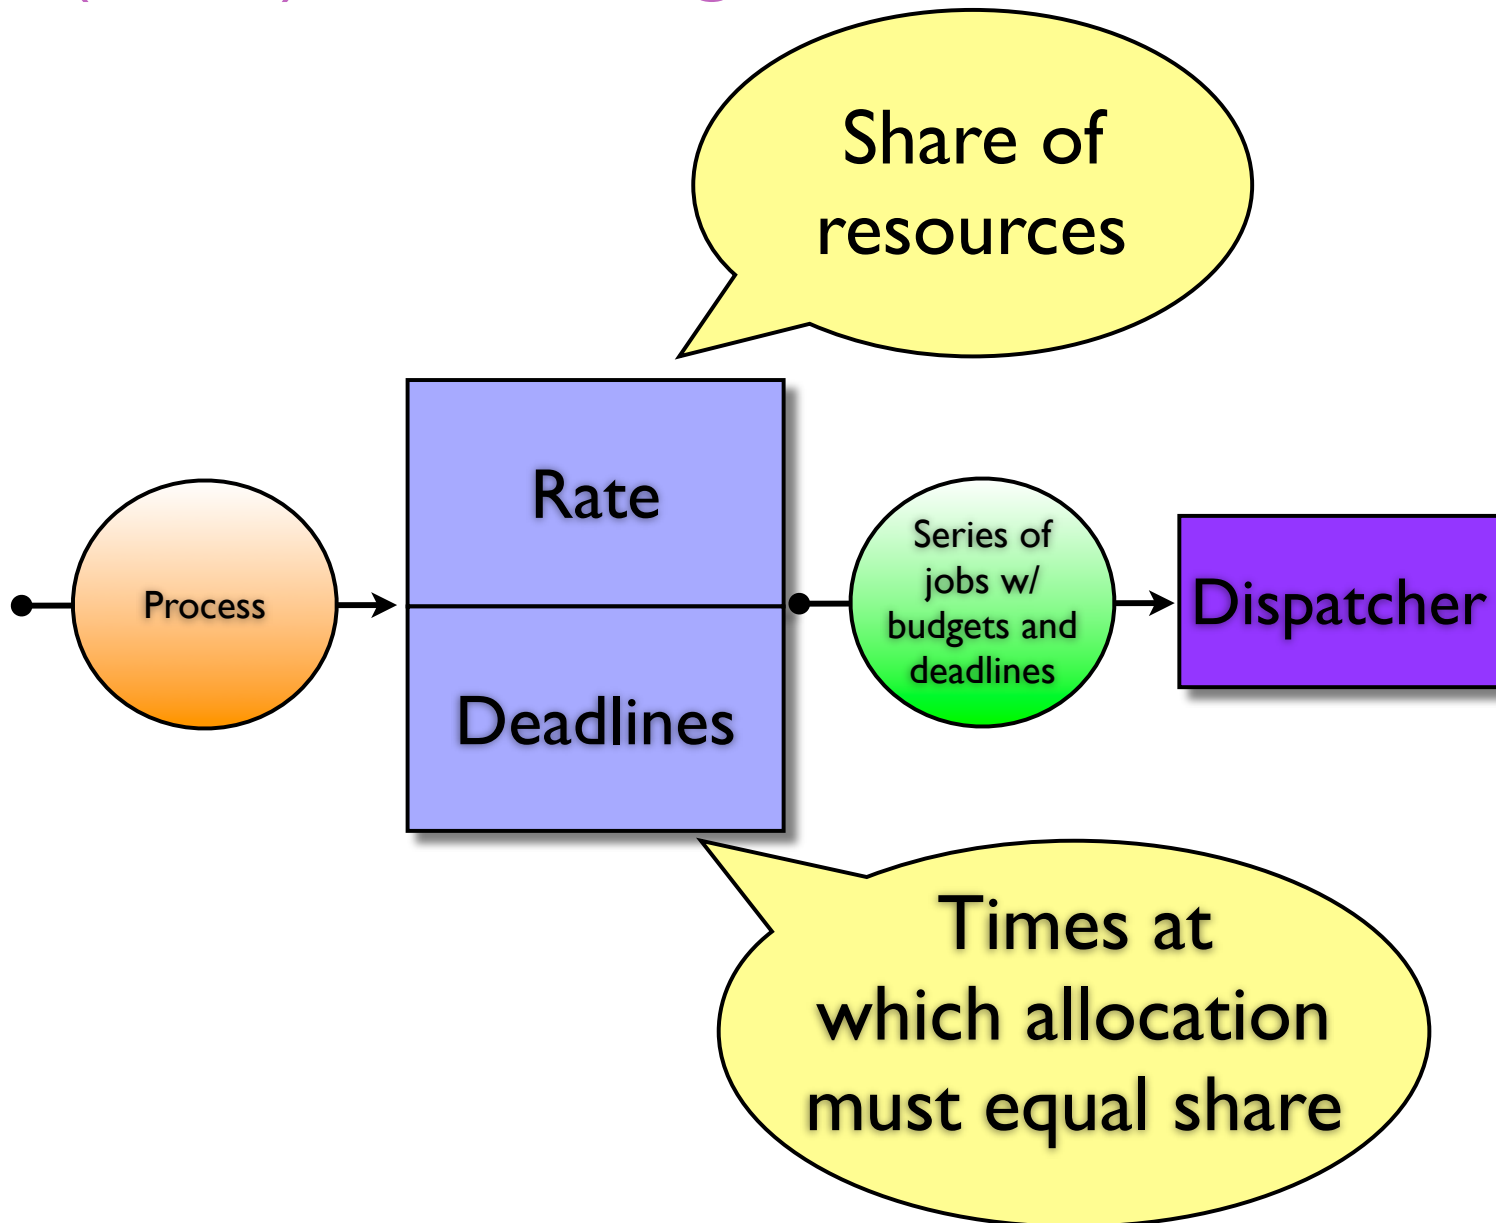 Share of
resources
Rate
Process
Series of
jobs w/
budgets and
deadlines
Dispatcher
Deadlines
Times at
which allocation
must equal share